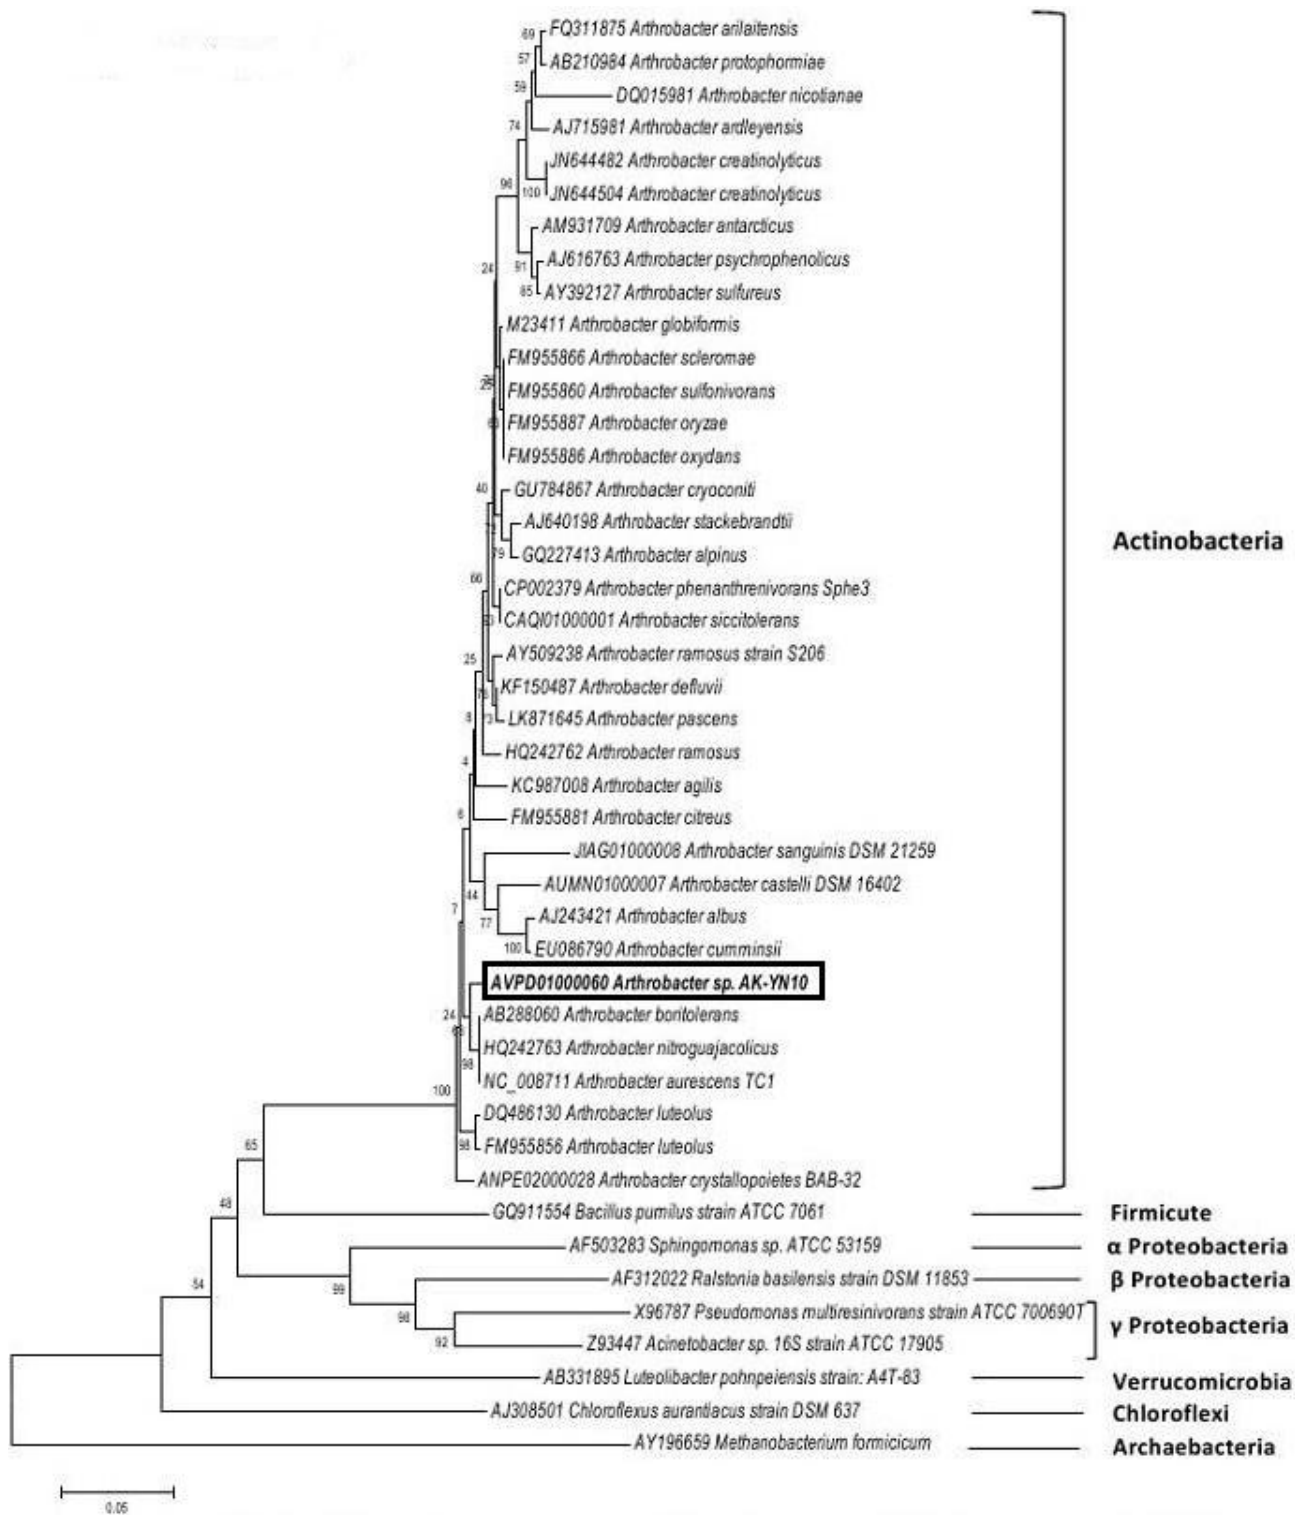 69
FQ311875 Arthrobacter arilaitensis
57
AB210984 Arthrobacter protophormiae
59
DQ015981 Arthrobacter nicotianae
74
AJ715981 Arthrobacter ardleyensis
JN644482 Arthrobacter creatinolyticus
96
100
JN644504 Arthrobacter creatinolyticus
AM931709 Arthrobacter antarcticus
24
91
AJ616763 Arthrobacter psychrophenolicus
85
AY392127 Arthrobacter sulfureus
M23411 Arthrobacter globiformis
FM955866 Arthrobacter scleromae
FM955860 Arthrobacter sulfonivorans
FM955887 Arthrobacter oryzae
FM955886 Arthrobacter oxydans
40
GU784867 Arthrobacter cryoconiti
AJ640198 Arthrobacter stackebrandtii
Actinobacteria
79
GQ227413 Arthrobacter alpinus
66
CP002379 Arthrobacter phenanthrenivorans Sphe3
CAQI01000001 Arthrobacter siccitolerans
25
AY509238 Arthrobacter ramosus strain S206
KF150487 Arthrobacter defluvii
8
73
LK871645 Arthrobacter pascens
4
HQ242762 Arthrobacter ramosus
KC987008 Arthrobacter agilis
6
FM955881 Arthrobacter citreus
JIAG01000008 Arthrobacter sanguinis DSM 21259
44
AUMN01000007 Arthrobacter castelli DSM 16402
7
77
AJ243421 Arthrobacter albus
100
EU086790 Arthrobacter cumminsii
AVPD01000060 Arthrobacter sp. AK-YN10
24
AB288060 Arthrobacter boritolerans
HQ242763 Arthrobacter nitroguajacolicus
98
NC_008711 Arthrobacter aurescens TC1
100
DQ486130 Arthrobacter luteolus
65
98
FM955856 Arthrobacter luteolus
ANPE02000028 Arthrobacter crystallopoietes BAB-32
48
GQ911554 Bacillus pumilus strain ATCC 7061
Firmicute
AF503283 Sphingomonas sp. ATCC 53159
α Proteobacteria
54
99
AF312022 Ralstonia basilensis strain DSM 11853
β Proteobacteria
98
X96787 Pseudomonas multiresinivorans strain ATCC 700690T
γ Proteobacteria
92
Z93447 Acinetobacter sp. 16S strain ATCC 17905
AB331895 Luteolibacter pohnpeiensis strain: A4T-83
Verrucomicrobia
AJ308501 Chloroflexus aurantiacus strain DSM 637
Chloroflexi
AY196659 Methanobacterium formicicum
Archaebacteria
0.05